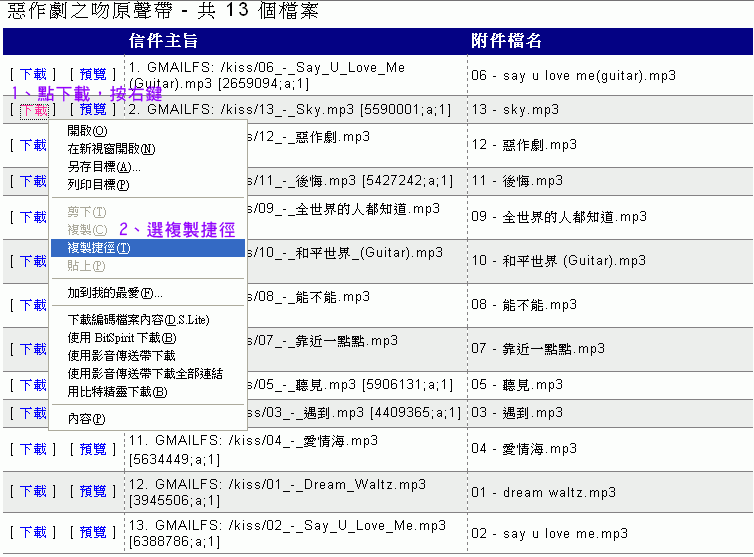 惡作劇之吻原聲帶 - 共 13 個檔案
信件主旨 附件檔名
[ 下載 ] [ 預覽 ] 1. GMAILFS: /kiss/06_-_Say_U_Love_Me
(Guitar).mp3 [2659094;a;1] 06 - say u love me(guitar).mp3
1、點下載，按右鍵
[ 下載 ] [ 預覽 ] 2. GMAILFS: /kiss/13_-_Sky.mp3 [5590001;a;1] 13 - sky.mp3
[ 下載 ss/12_-_惡作劇.mp3 12 - 惡作劇.mp3
[ 下載 ss/11_-_後悔.mp3 [5427242;a;1] 11 - 後悔.mp3
[ 下載 ss/09_-_全世界的人都知道.mp3 09 - 全世界的人都知道.mp3
[ 下載 ss/10_-_和平世界_(Guitar).mp3 10 - 和平世界 (Guitar).mp3
[ 下載 ss/08_-_能不能.mp3 08 - 能不能.mp3
[ 下載 ss/07_-_靠近一點點.mp3 07 - 靠近一點點.mp3
[ 下載 ss/05_-_聽見.mp3 [5906131;a;1] 05 - 聽見.mp3
[ 下載 ss/03_-_遇到.mp3 [4409365;a;1] 03 - 遇到.mp3
開啟(O)
在新視窗開啟(N)
另存目標(A)...
列印目標(P)
剪下(T)
複製(C)
2、選複製捷徑
複製捷徑(T)
貼上(P)
加到我的最愛(F)...
下載編碼檔案內容(D.S.Lite)
使用 BitSpirit 下載(B)
使用影音傳送帶下載
使用影音傳送帶下載全部連結
用比特精靈下載(B)
內容(P)
[ 下載 ] [ 預覽 ] 11. GMAILFS: /kiss/04_-_愛情海.mp3
[5634449;a;1] 04 - 愛情海.mp3
[ 下載 ] [ 預覽 ] 12. GMAILFS: /kiss/01_-_Dream_Waltz.mp3
[3945506;a;1] 01 - dream waltz.mp3
[ 下載 ] [ 預覽 ] 13. GMAILFS: /kiss/02_-_Say_U_Love_Me.mp3
[6388786;a;1] 02 - say u love me.mp3